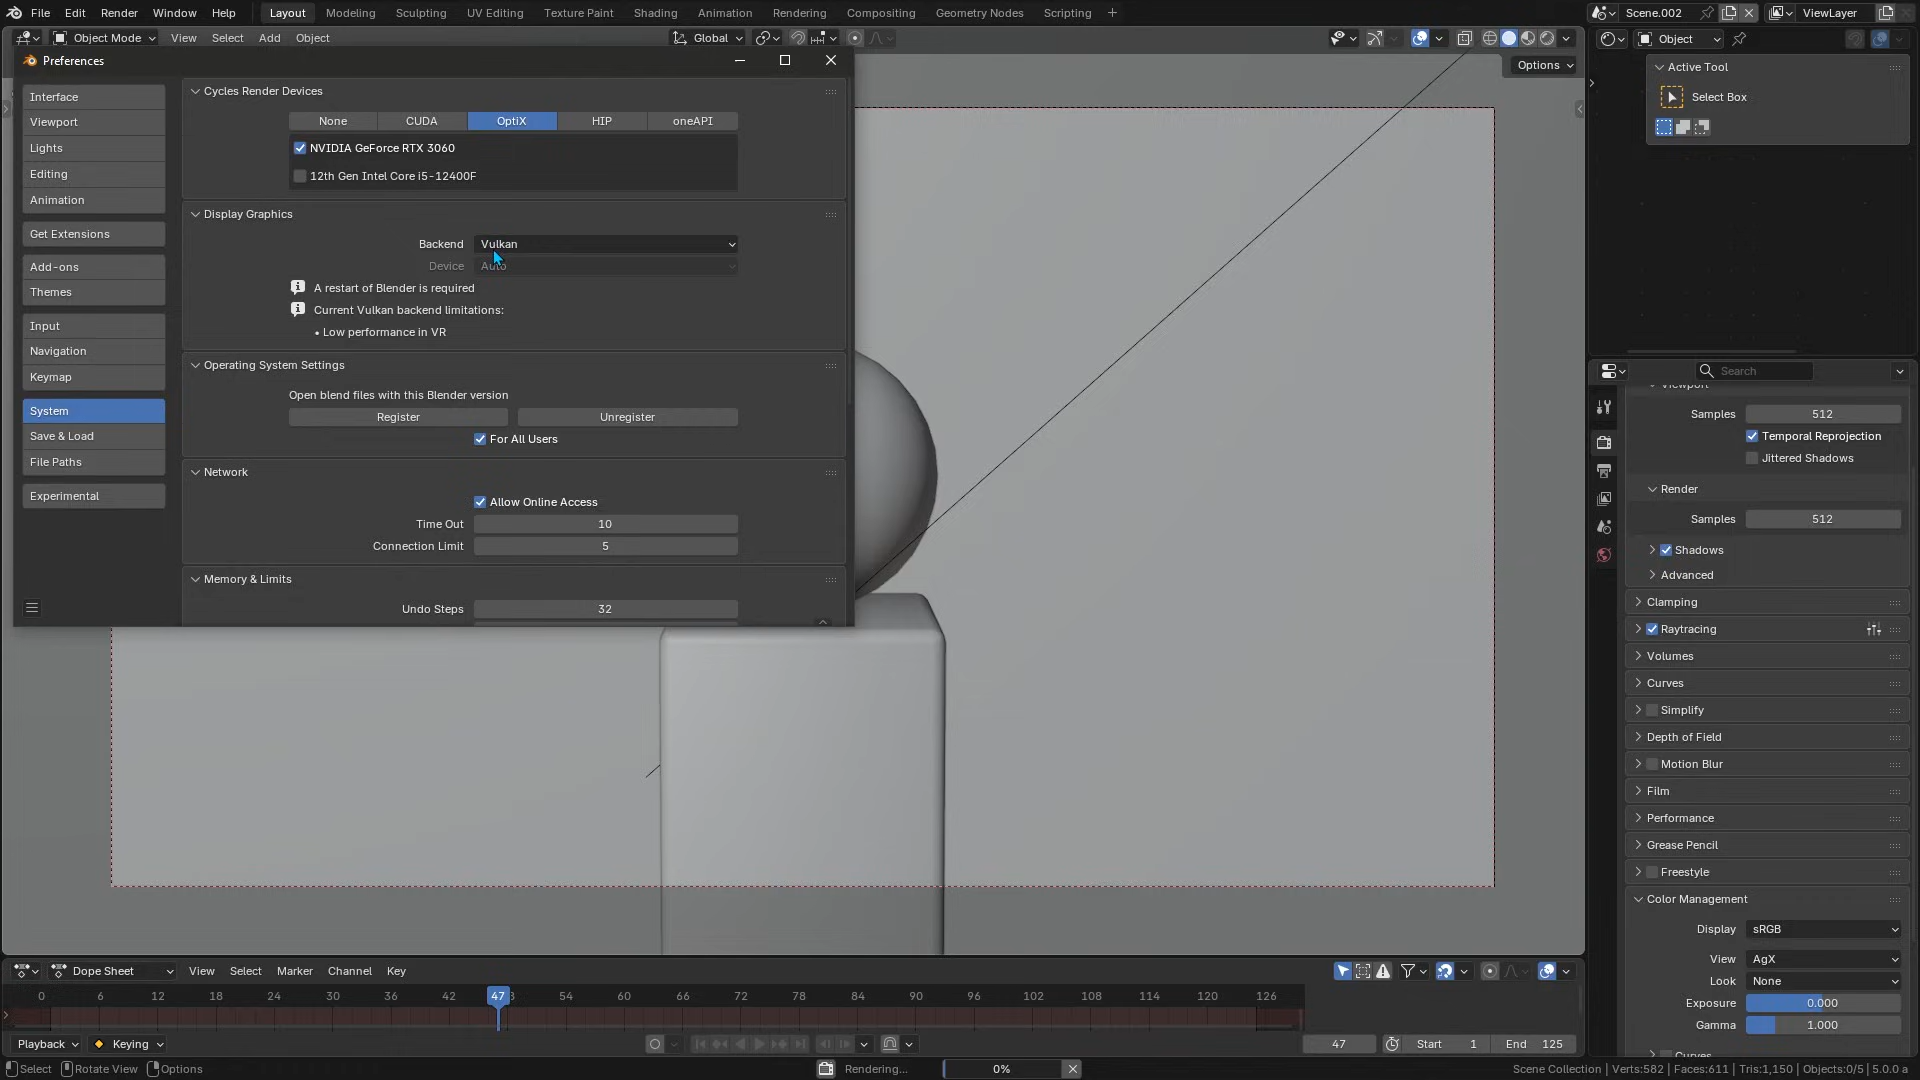 File Edit Render Window Help Layout Modeling Sculpting UV Editing Texture Paint Shading Animation Rendering Compositing Geometry Nodes Scripting + Scene.002 ViewLayer
Object Mode View Select Add Object Global Object
Options
Preferences
Interface
Viewport
Lights
Editing
Animation
Get Extensions
Add-ons
Themes
Input
Navigation
Keymap
System
Save & Load
File Paths
Experimental
Cycles Render Devices
None CUDA OptiX HIP oneAPI
NVIDIA GeForce RTX 3060
12th Gen Intel Core i5-12400F
Display Graphics
Backend Vulkan
Device Auto
A restart of Blender is required
Current Vulkan backend limitations:
• Low performance in VR
Operating System Settings
Open blend files with this Blender version
Register Unregister
For All Users
Network
Allow Online Access
Time Out 10
Connection Limit 5
Memory & Limits
Undo Steps 32
Active Tool
Select Box
Search
Viewport
Samples 512
Temporal Reprojection
Jittered Shadows
Render
Samples 512
Shadows
Advanced
Clamping
Raytracing
Volumes
Curves
Simplify
Depth of Field
Motion Blur
Film
Performance
Grease Pencil
Freestyle
Color Management
Display sRGB
View AgX
Look None
Exposure 0.000
Gamma 1.000
Curves
Dope Sheet View Select Marker Channel Key
0 6 12 18 24 30 36 42 47 54 60 66 72 78 84 90 96 102 108 114 120 126
Playback Keying 47 Start 1 End 125
Select Rotate View Options Rendering... 0% Scene Collection | Verts:582 | Faces:611 | Tris:1,150 | Objects:0/5 | 5.0.0 a